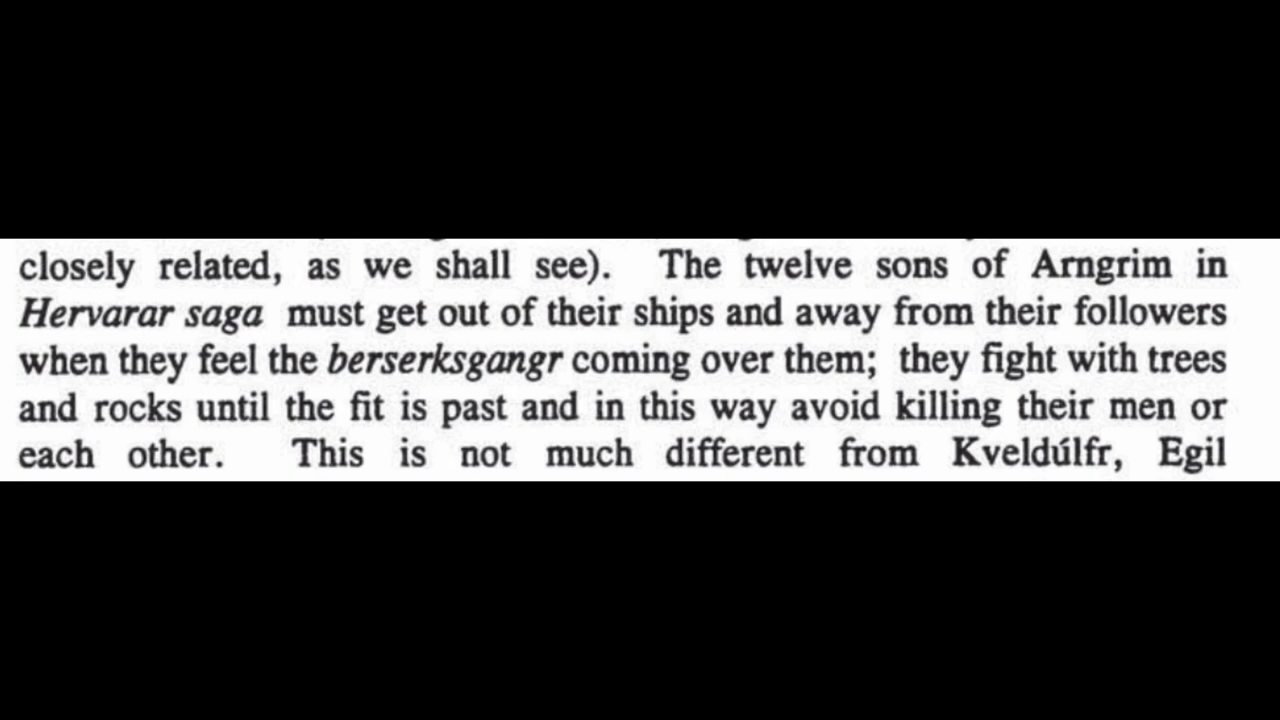 closely related, as we shall see). The twelve sons of Arngrim in
Hervarar saga must get out of their ships and away from their followers
when they feel the berserksgangr coming over them; they fight with trees
and rocks until the fit is past and in this way avoid killing their men or
each other. This is not much different from Kveldúlfr, Egil